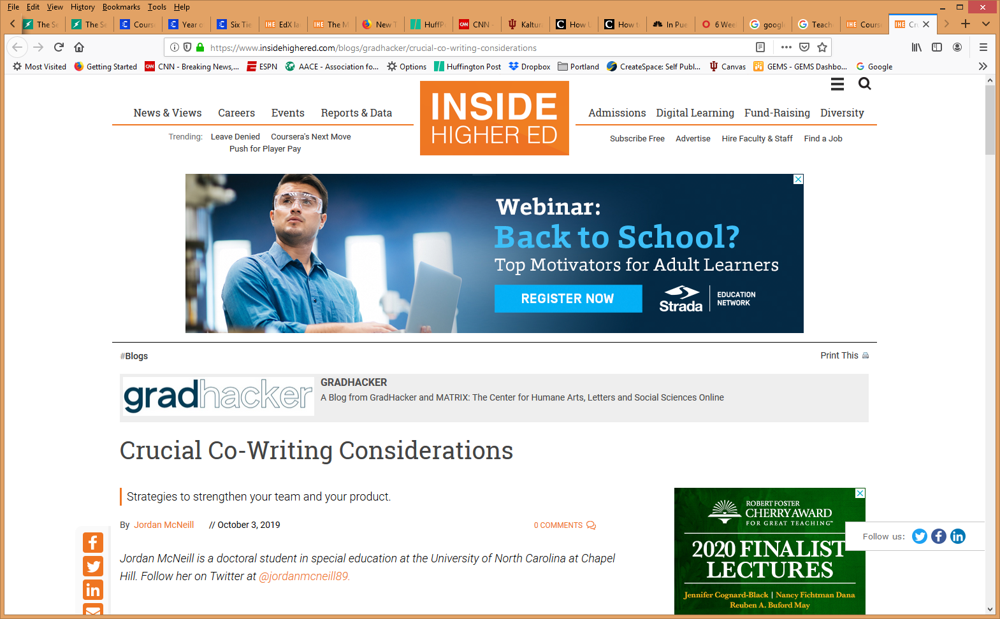 File Edit View History Bookmarks Tools Help
The Se The Se Cours Year o Six Tie IHE EdX la IHE The M New T HuffP CNN CNN - Kaltur How U How t In Pue 6 Wee googl Teach IHE Cours IHE Cru
https://www.insidehighered.com/blogs/gradhacker/crucial-co-writing-considerations
Most Visited Getting Started CNN CNN - Breaking News,... ESPN AACE - Association fo... Options Huffington Post Dropbox Portland CreateSpace: Self Publ... Canvas GEMS - GEMS Dashbo... Google
INSIDE
HIGHER ED
News & Views Careers Events Reports & Data
Trending: Leave Denied Coursera's Next Move
Push for Player Pay
Admissions Digital Learning Fund-Raising Diversity
Subscribe Free Advertise Hire Faculty & Staff Find a Job
Webinar:
Back to School?
Top Motivators for Adult Learners
REGISTER NOW
Strada
EDUCATION
NETWORK
#Blogs
Print This
gradhacker
GRADHACKER
A Blog from GradHacker and MATRIX: The Center for Humane Arts, Letters and Social Sciences Online
Crucial Co-Writing Considerations
Strategies to strengthen your team and your product.
By Jordan McNeill // October 3, 2019
0 COMMENTS
Jordan McNeill is a doctoral student in special education at the University of North Carolina at Chapel
Hill. Follow her on Twitter at @jordanmcneill89.
ROBERT FOSTER
CHERRY AWARD
FOR GREAT TEACHING™
2020 FINALIST
LECTURES
Jennifer Cognard-Black | Nancy Fichtman Dana
Reuben A. Buford May
Follow us: